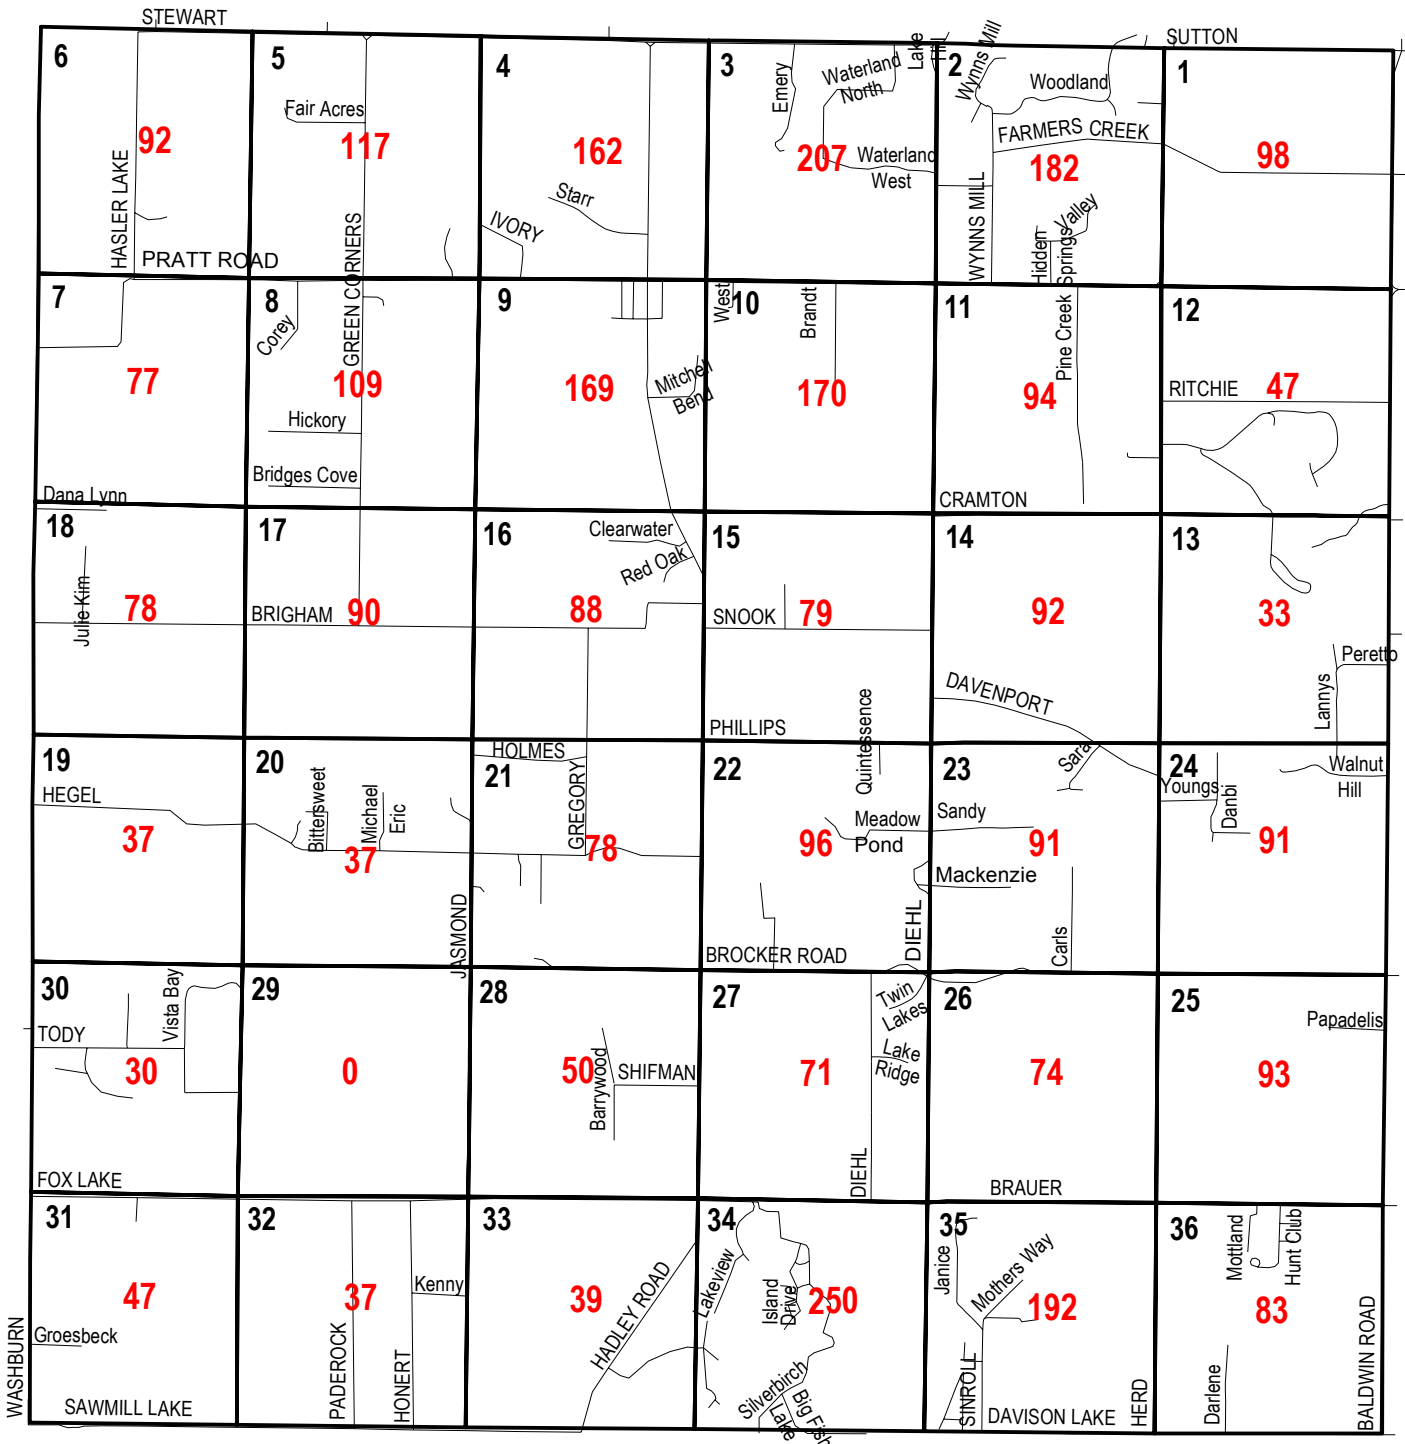 STEWART
SUTTON
6
5
4
3
2
1
Fair Acres
Emery
Waterland
North
Lake
Hill
Wynns Mill
Woodland
FARMERS CREEK
92
117
162
207
182
98
Waterland
West
HASLER LAKE
GREEN CORNERS
Starr
IVORY
WYNNS MILL
Hidden
Springs
Valley
PRATT ROAD
7
8
9
10
11
12
Corey
West
Brandt
Pine Creek
77
109
169
170
94
47
Mitchell
Bend
RITCHIE
Hickory
Bridges Cove
Dana Lynn
CRAMTON
18
17
16
15
14
13
Clearwater
Red Oak
Julie Kim
78
90
88
79
92
33
BRIGHAM
SNOOK
Peretto
Lannys
DAVENPORT
Quintessence
PHILLIPS
19
20
21
22
23
24
HOLMES
HEGEL
Bittersweet
Michael
Eric
GREGORY
Sara
Youngs
Danbi
Walnut
Hill
Meadow
Pond
Sandy
37
37
78
96
91
91
Mackenzie
JASMOND
DIEHL
Carls
BROCKER ROAD
30
29
28
27
26
25
Vista Bay
TODY
Twin
Lakes
Lake
Ridge
Papadelis
30
0
50
71
74
93
Barrywood
SHIFMAN
DIEHL
FOX LAKE
BRAUER
31
32
33
34
35
36
Janice
Mothers Way
Mottland
Hunt Club
Kenny
Lakeview
Island
Drive
47
37
39
250
192
83
Groesbeck
WASHBURN
PADEROCK
HONERT
HADLEY ROAD
Silverbirch
Big Fish
Lake
SINROLL
HERD
Darlene
BALDWIN ROAD
SAWMILL LAKE
DAVISON LAKE